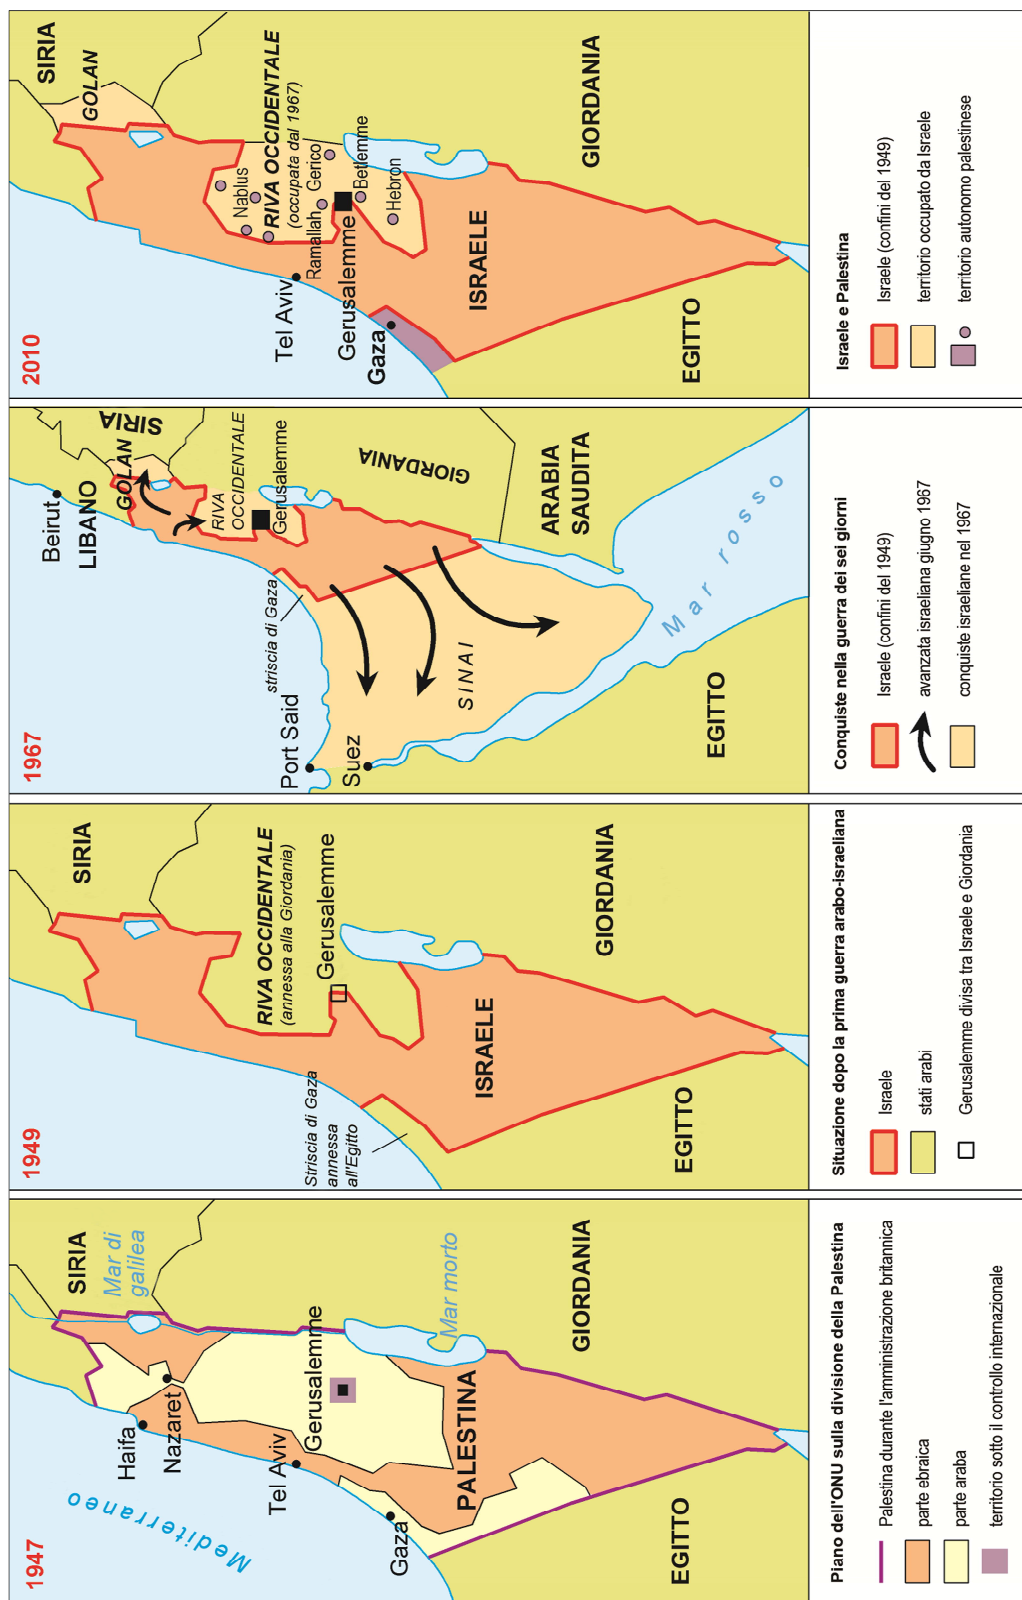 1947
Mediterraneo
SIRIA
Mar di
galilea
Haifa
Nazaret
Tel Aviv
Gerusalemme
Gaza
Mar morto
PALESTINA
GIORDANIA
EGITTO
Piano dell'ONU sulla divisione della Palestina
Palestina durante l'amministrazione britannica
parte ebraica
parte araba
territorio sotto il controllo internazionale
1949
SIRIA
RIVA OCCIDENTALE
(annessa alla Giordania)
Gerusalemme
Striscia di Gaza
annessa
all'Egitto
ISRAELE
GIORDANIA
EGITTO
Situazione dopo la prima guerra arabo-israeliana
Israele
stati arabi
Gerusalemme divisa tra Israele e Giordania
1967
Beirut
LIBANO
SIRIA
GOLAN
RIVA
OCCIDENTALE
Gerusalemme
striscia di Gaza
GIORDANIA
Port Said
Suez
SINAI
ARABIA
SAUDITA
Mar rosso
EGITTO
Conquiste nella guerra dei sei giorni
Israele (confini del 1949)
avanzata israeliana giugno 1967
conquiste israeliane nel 1967
2010
SIRIA
GOLAN
Nablus
RIVA OCCIDENTALE
(occupata dal 1967)
Tel Aviv
Ramallah
Gerico
Gerusalemme
Betlemme
Gaza
Hebron
ISRAELE
GIORDANIA
EGITTO
Israele e Palestina
Israele (confini del 1949)
territorio occupato da Israele
territorio autonomo palestinese